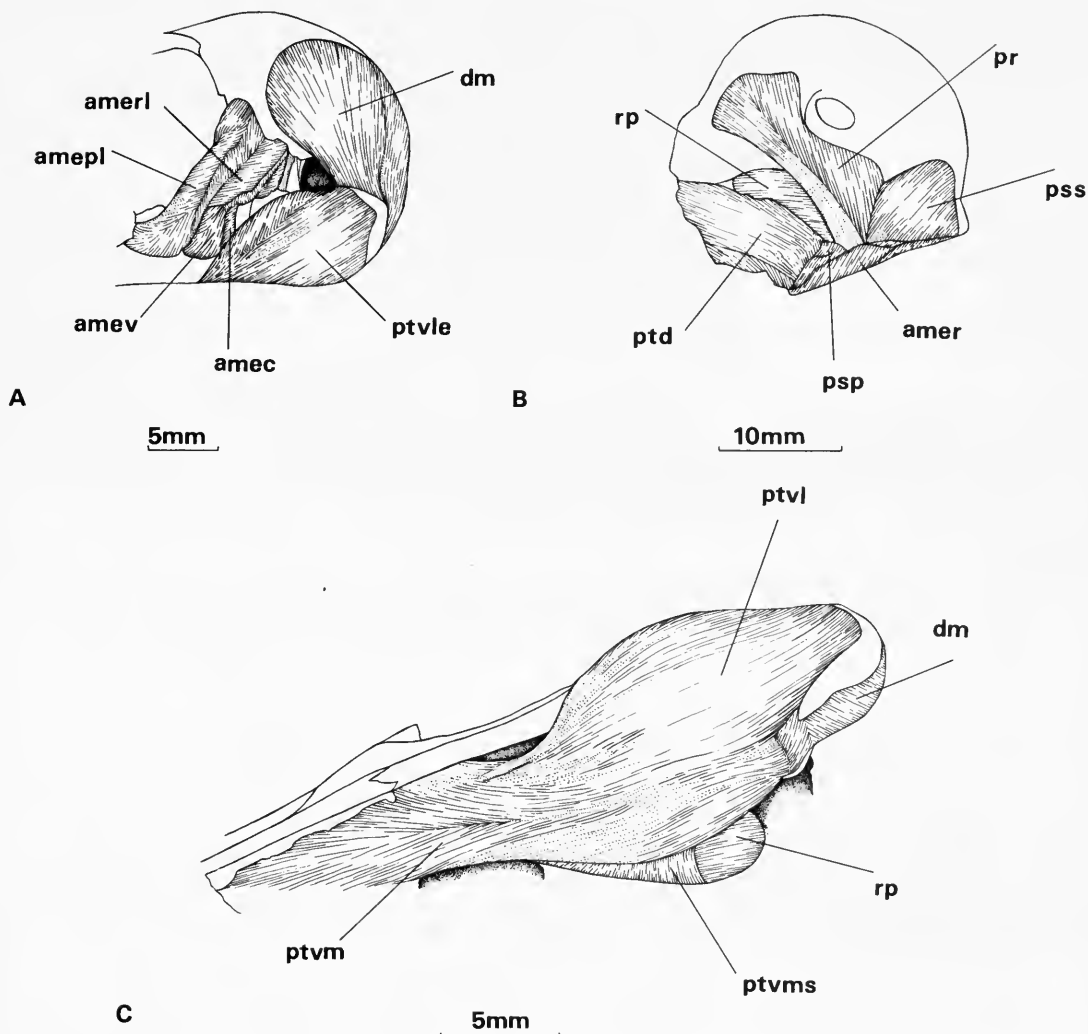 dm
amerl
amepl
amev
amec
ptvle
A
5mm
pr
rp
pss
ptd
amer
psp
B
10mm
ptvl
dm
rp
ptvm
ptvms
C
5mm